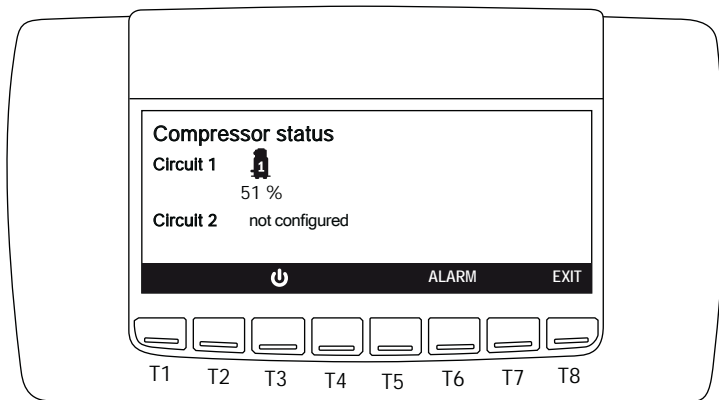 Compressor status
Circuit 1 1
51 %
Circuit 2 not configured
ALARM EXIT
T1 T2 T3 T4 T5 T6 T7 T8